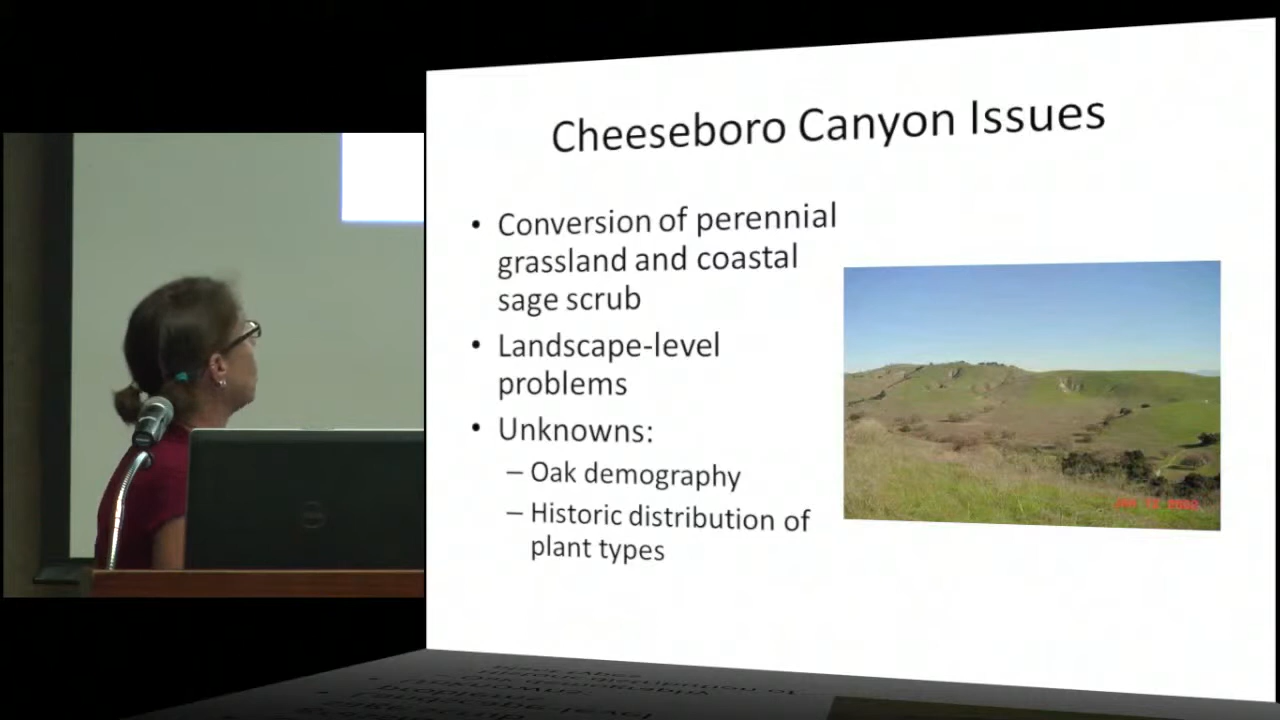 Cheeseboro Canyon Issues
• Conversion of perennial
grassland and coastal
sage scrub
• Landscape-level
problems
• Unknowns:
– Oak demography
– Historic distribution of
plant types